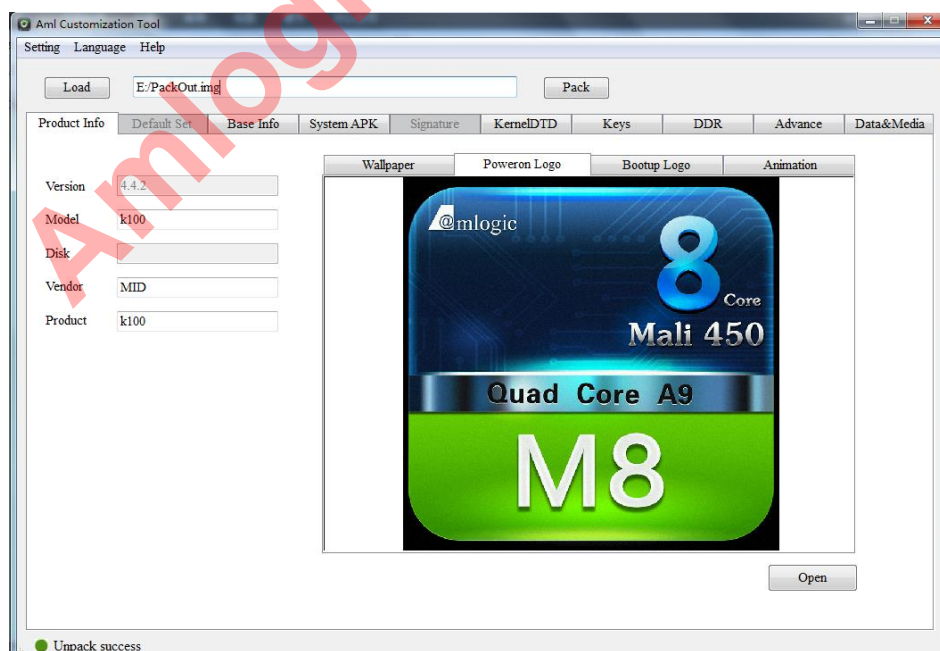 Aml Customization Tool
Setting Language Help
Load E:/PackOut.img Pack
Product Info Default Set Base Info System APK Signature KernelDTD Keys DDR Advance Data&Media
Wallpaper Poweron Logo Bootup Logo Animation
Version 4.4.2
Model k100
Disk
Vendor MID
Product k100
@mlogic
8
Core
Mali 450
Quad Core A9
M8
Open
Unpack success
Amlogi